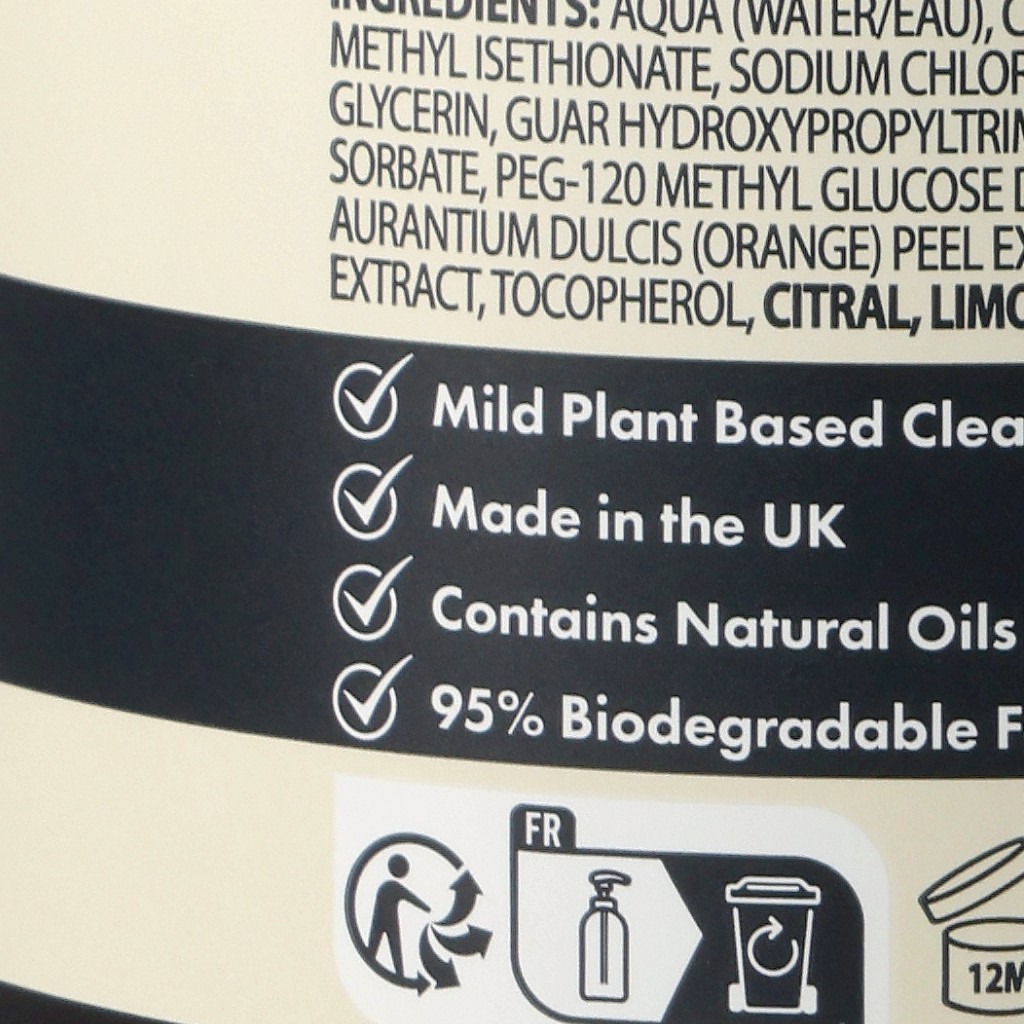 INGREDIENTS: AQUA (WATER/EAU), C
METHYL ISETHIONATE, SODIUM CHLOR
GLYCERIN, GUAR HYDROXYPROPYLTRIM
SORBATE, PEG-120 METHYL GLUCOSE D
AURANTIUM DULCIS (ORANGE) PEEL EX
EXTRACT, TOCOPHEROL, CITRAL, LIMO
Mild Plant Based Clea
Made in the UK
Contains Natural Oils
95% Biodegradable F
FR
12M